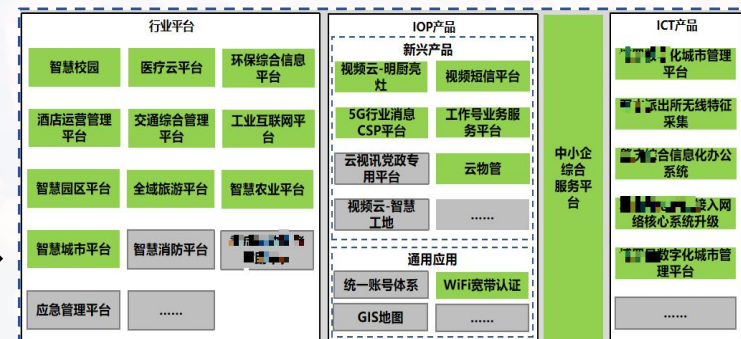 行业平台
智慧校园
医疗云平台
环保综合信息
平台
酒店运营管理
平台
交通综合管理
平台
工业互联网平
台
智慧园区平台
全域旅游平台
智慧农业平台
智慧城市平台
智慧消防平台
应急管理平台
......
IOP产品
新兴产品
视频云-明厨亮
灶
视频短信平台
5G行业消息
CSP平台
工作号业务服
务平台
云视讯党政专
用平台
云物管
视频云-智慧
工地
......
通用应用
统一账号体系
WiFi宽带认证
GIS地图
......
中小企
综合
服务平
台
ICT产品
化城市管理
平台
派出所无线特征
采集
综合信息化办公
系统
接入网
络核心系统升级
数字化城市管
理平台
......